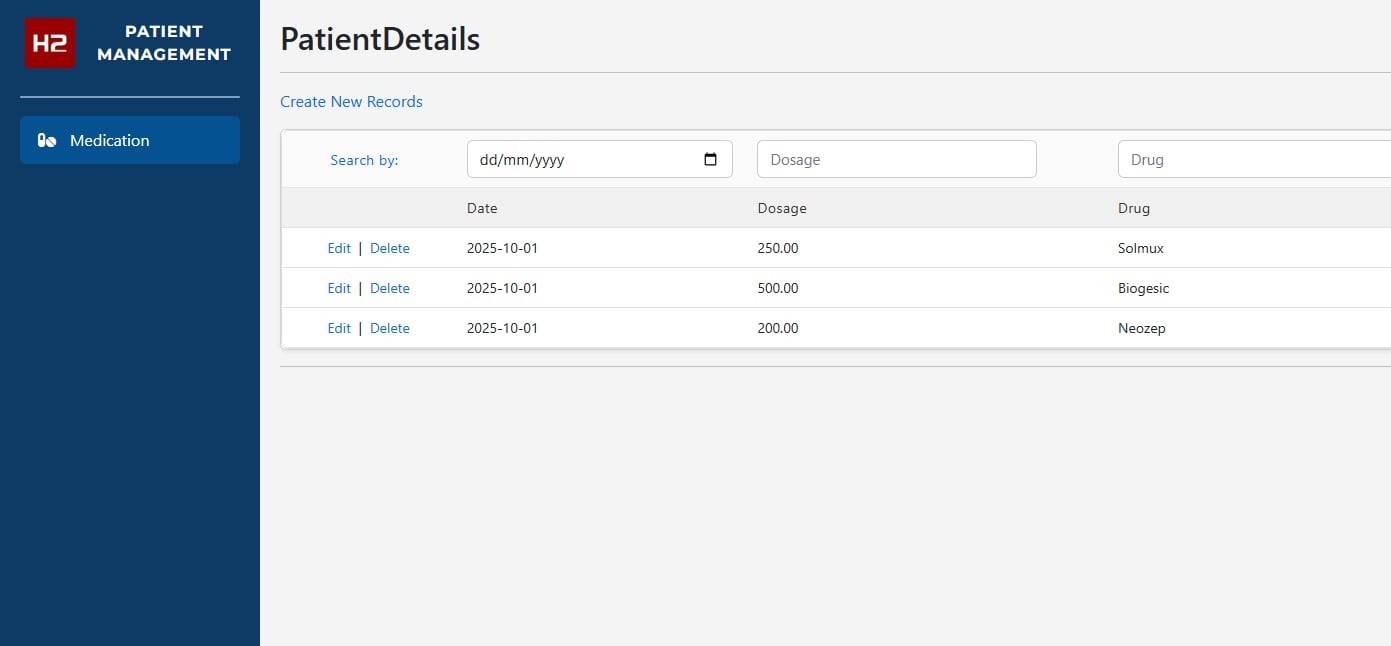 H2
PATIENT
MANAGEMENT
Medication
PatientDetails
Create New Records
Search by: dd/mm/yyyy Dosage Drug
Date Dosage Drug
Edit | Delete 2025-10-01 250.00 Solmux
Edit | Delete 2025-10-01 500.00 Biogesic
Edit | Delete 2025-10-01 200.00 Neozep